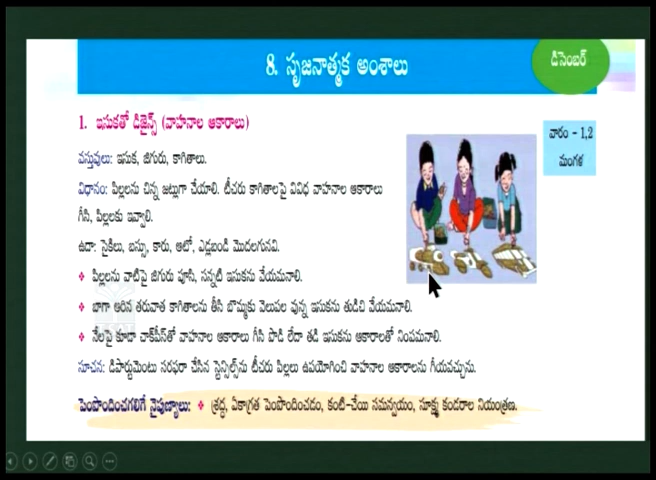 8. సృజనాత్మక అంశాలు
డిసెంబర్
1. ఇసుకతో డిజైన్స్ (వాహనాల ఆకారాలు)
వారం - 1,2
మంగళ
వస్తువులు: ఇసుక, జిగురు, కాగితాలు.
విధానం: పిల్లలను చిన్న జట్లుగా చేయాలి. టీచరు కాగితాలపై వివిధ వాహనాల ఆకారాలు
గీసి, పిల్లలకు ఇవ్వాలి.
ఉదా: సైకిలు, బస్సు, కారు, ఆటో, ఎడ్లబండి మొదలగునవి.
❖ పిల్లలను వాటిపై జిగురు పూసి, సన్నటి ఇసుకను వేయమనాలి.
❖ బాగా ఆరిన తరువాత కాగితాలను తీసి బొమ్మకు వెలుపల వున్న ఇసుకను తుడిచి వేయమనాలి.
❖ నేలపై కూడా చాక్‌పీస్‌తో వాహనాల ఆకారాలు గీసి పొడి లేదా తడి ఇసుకను ఆకారాలతో నింపమనాలి.
సూచన: డిపార్టుమెంటు సరఫరా చేసిన స్టెన్సిల్స్‌ను టీచరు పిల్లలు ఉపయోగించి వాహనాల ఆకారాలను గీయవచ్చును.
పెంపొందించగలిగే నైపుణ్యాలు: ❖ శ్రద్ధ, ఏకాగ్రత పెంపొందించడం, కంటి-చేయి సమన్వయం, సూక్ష్మ కండరాల నియంత్రణ.